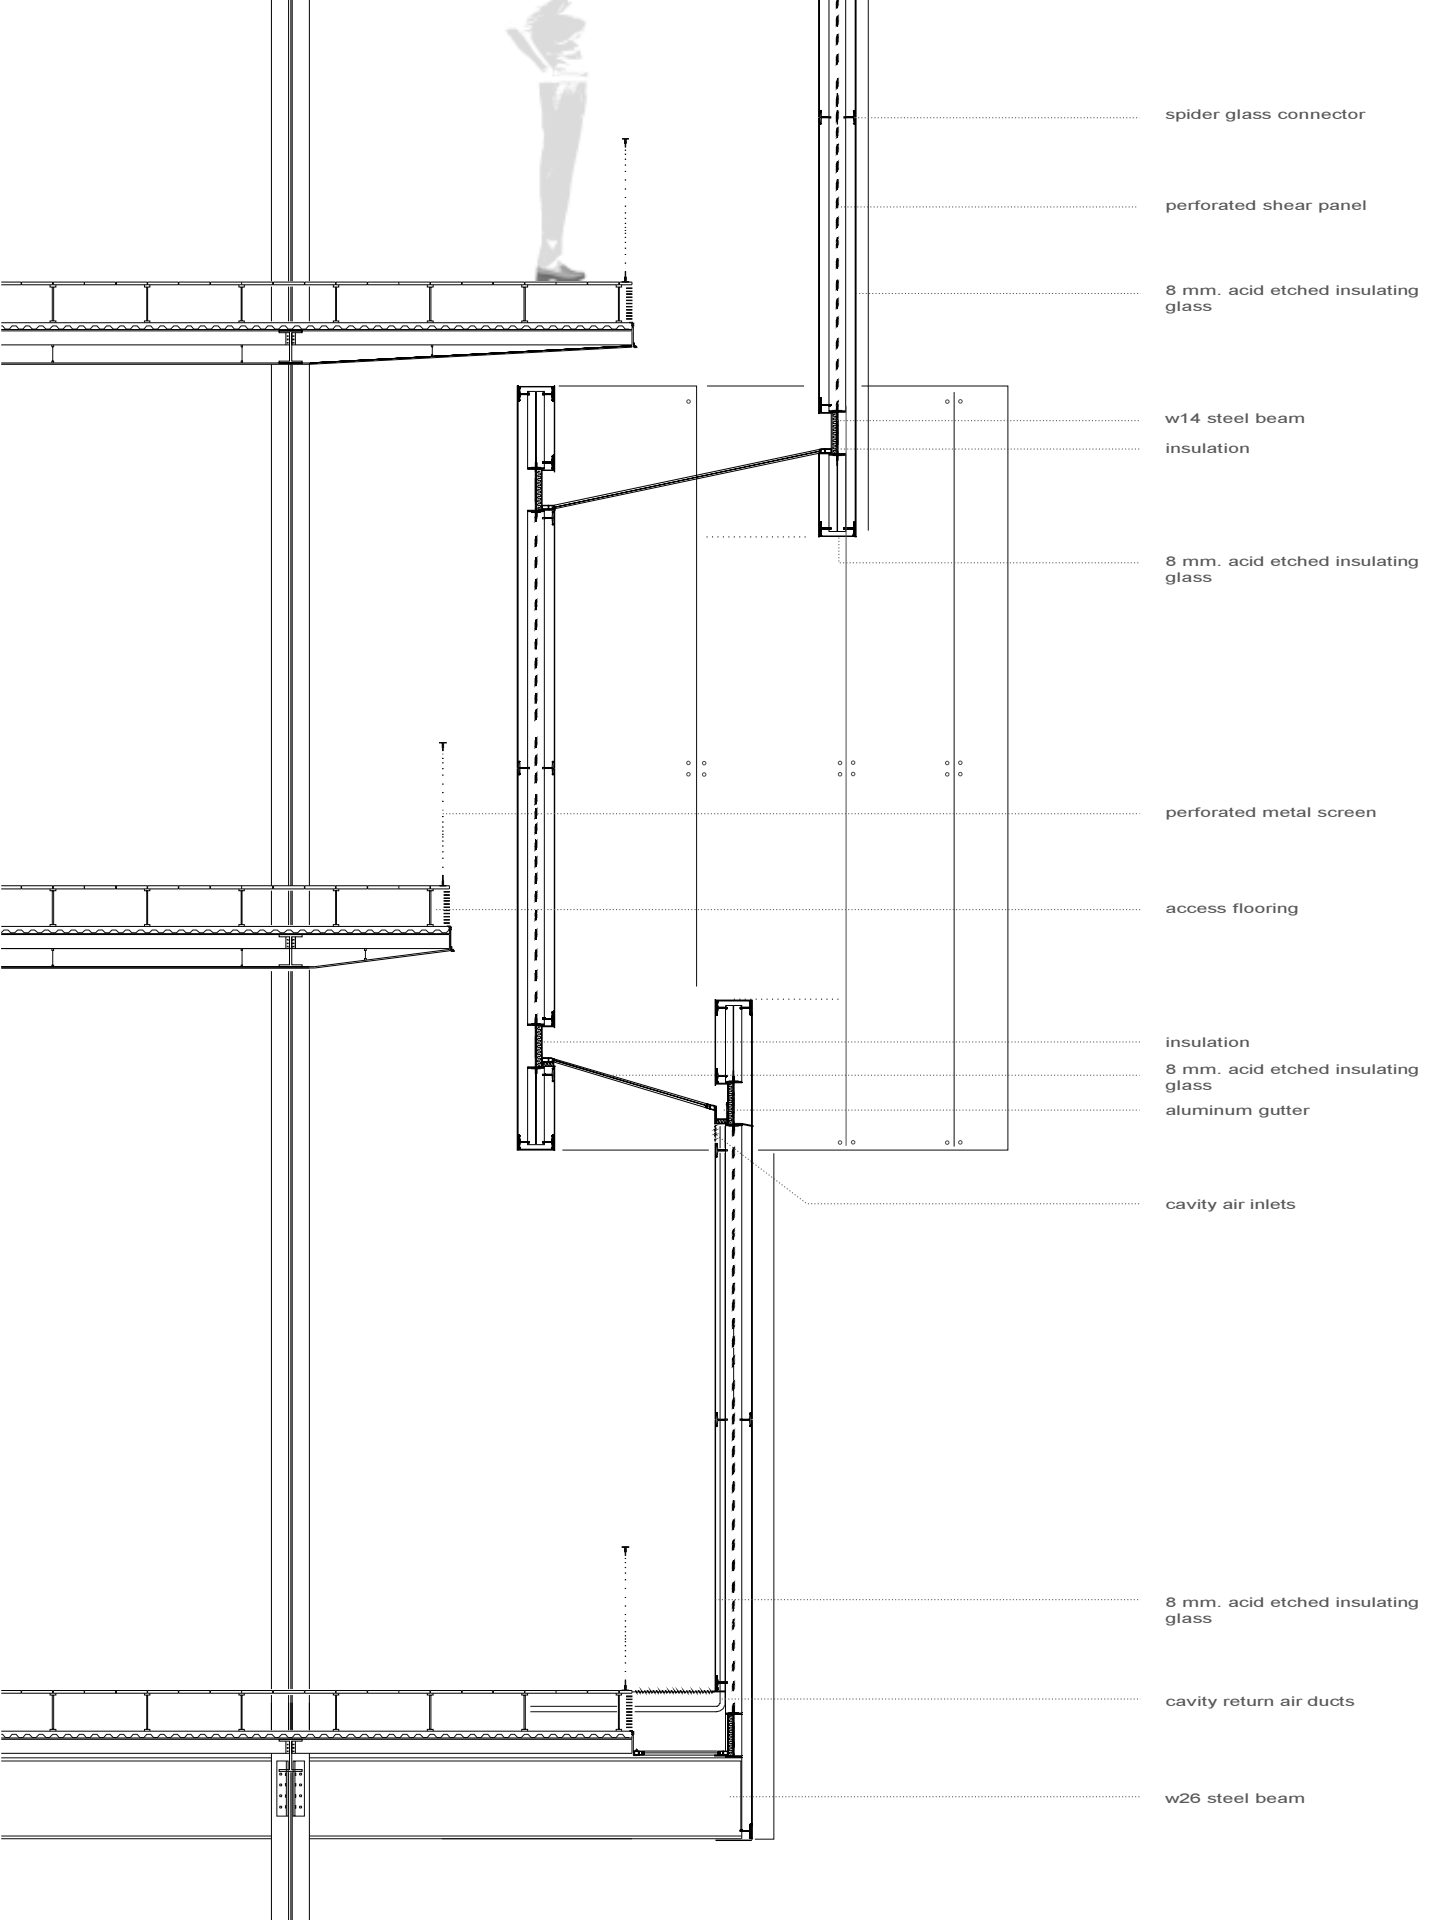 spider glass connector
perforated shear panel
8 mm. acid etched insulating
glass
w14 steel beam
insulation
8 mm. acid etched insulating
glass
perforated metal screen
access flooring
insulation
8 mm. acid etched insulating
glass
aluminum gutter
cavity air inlets
8 mm. acid etched insulating
glass
cavity return air ducts
w26 steel beam